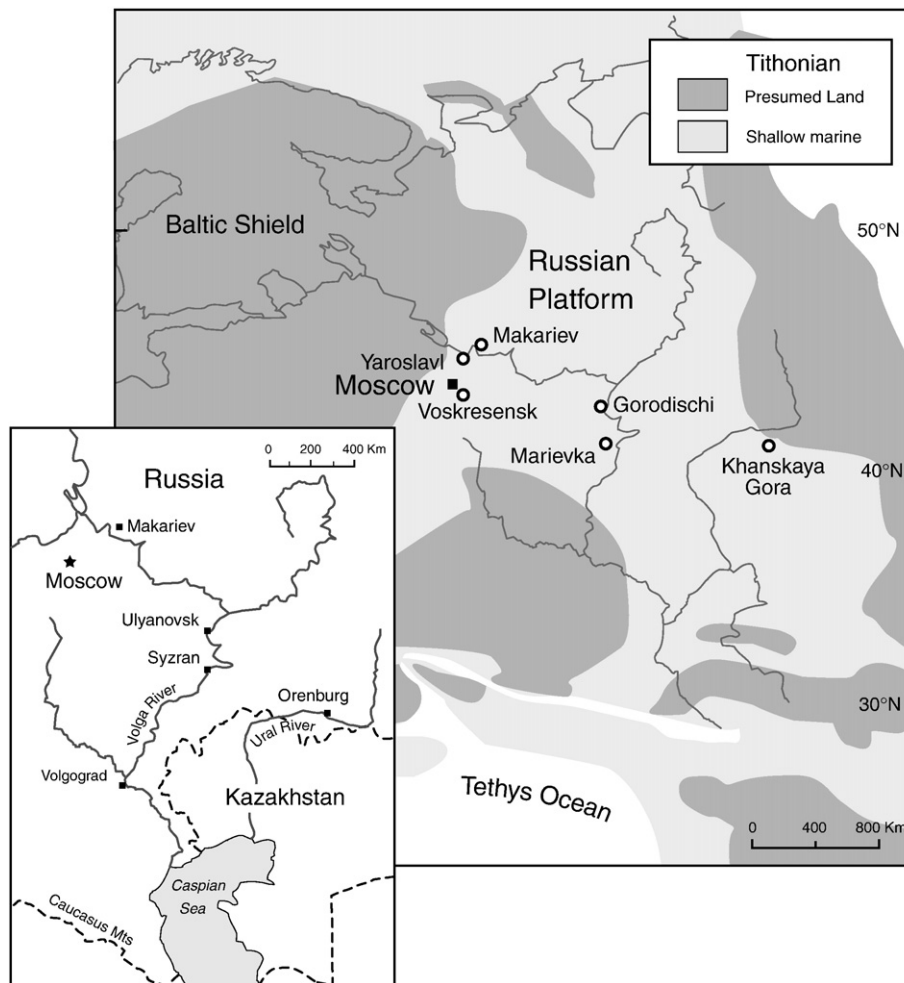 Tithonian
Presumed Land
Shallow marine
Baltic Shield
50°N
Russian
Platform
Makariev
Yaroslavl
Moscow
Voskresensk
Gorodischi
Marievka
Khanskaya
Gora
40°N
30°N
Tethys Ocean
0 400 800 Km
0 200 400 Km
Russia
Makariev
Moscow
Ulyanovsk
Syzran
Volga River
Orenburg
Ural River
Volgograd
Kazakhstan
Caspian
Sea
Caucasus Mts